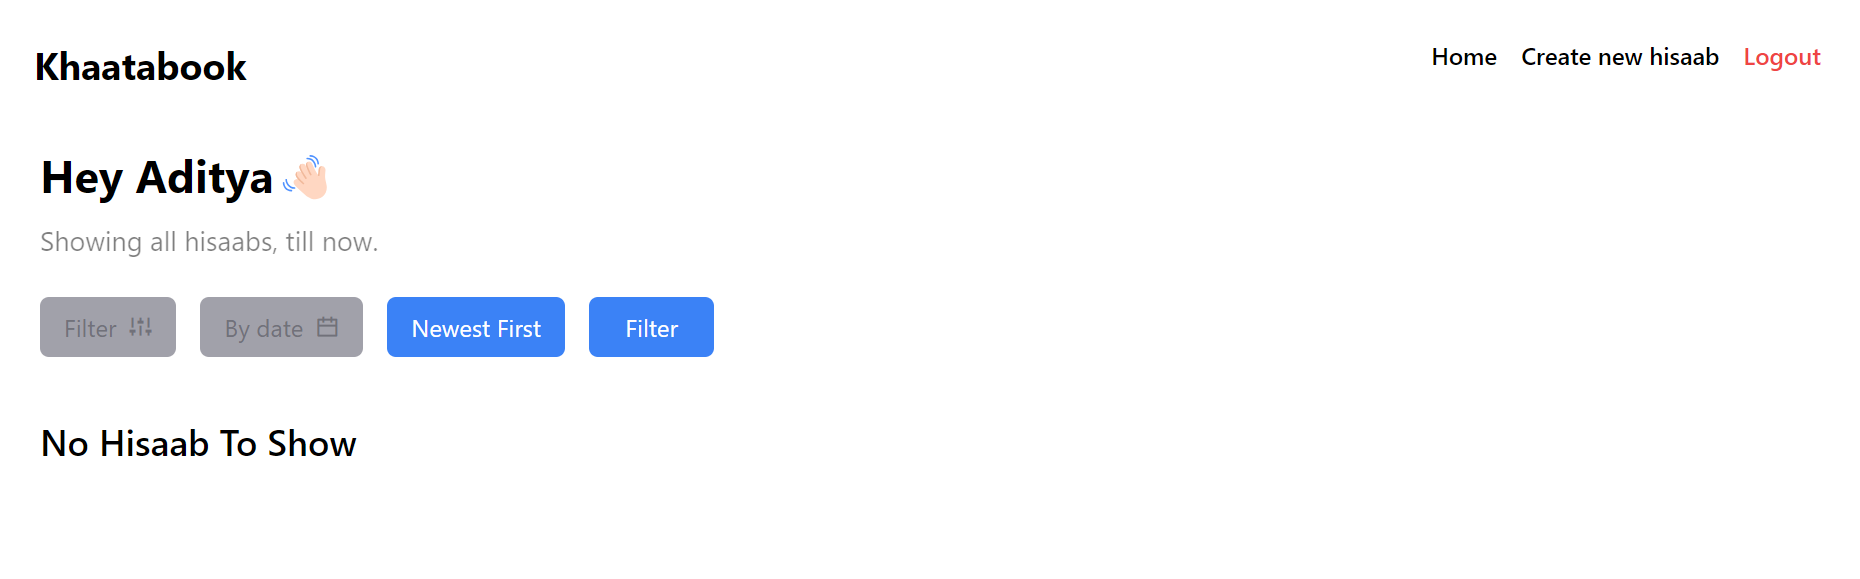 Khaatabook
Home Create new hisaab Logout
Hey Aditya 👋🏻
Showing all hisaabs, till now.
Filter By date Newest First Filter
No Hisaab To Show